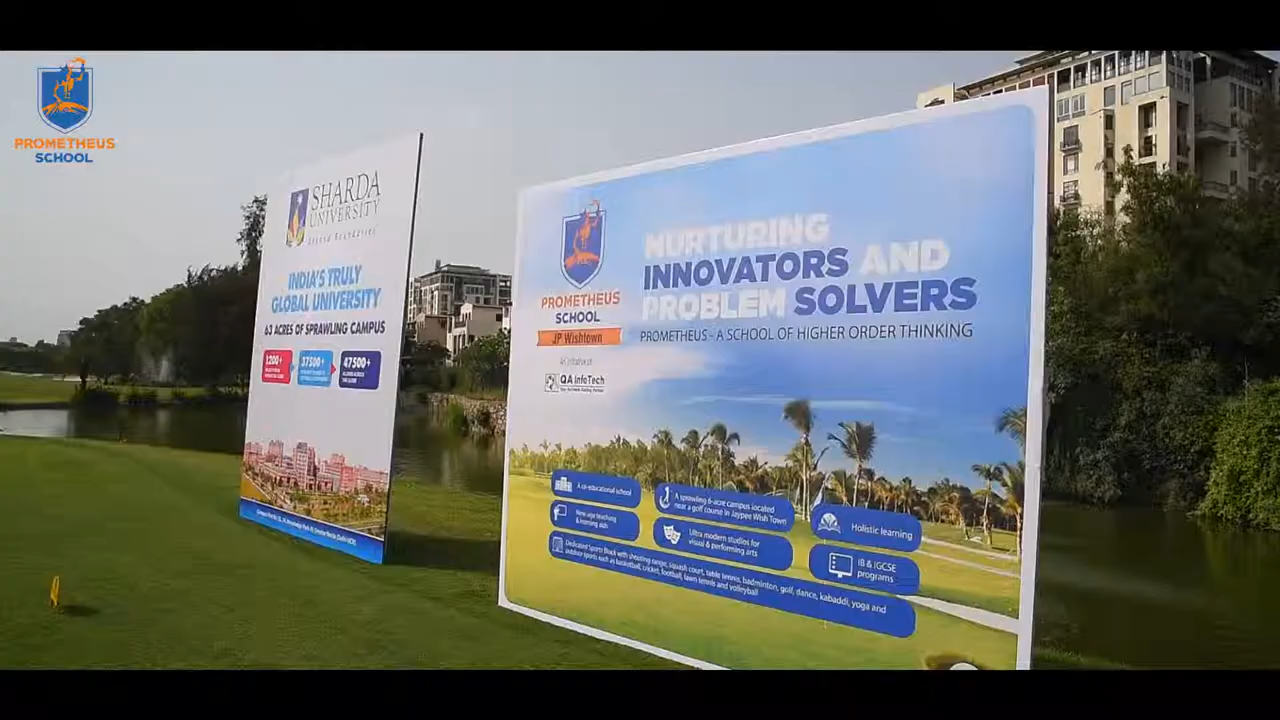 PROMETHEUS
SCHOOL
SHARDA
UNIVERSITY
Beyond Boundaries
INDIA'S TRULY
GLOBAL UNIVERSITY
63 ACRES OF SPRAWLING CAMPUS
1200+
37500+
47500+
PROMETHEUS
SCHOOL
JP Wishtown
An initiative of
QA InfoTech
NURTURING
INNOVATORS AND
PROBLEM SOLVERS
PROMETHEUS - A SCHOOL OF HIGHER ORDER THINKING
A co-educational school
A sprawling 6-acre campus located
near a golf course in Jaypee Wish Town
Holistic learning
New-age teaching
& learning aids
Ultra modern studios for
visual & performing arts
IB & IGCSE
programs
Dedicated Sports Block with shooting range, squash court, table tennis, badminton, golf, dance, kabaddi, yoga and
outdoor sports such as basketball, cricket, football, lawn tennis and volleyball